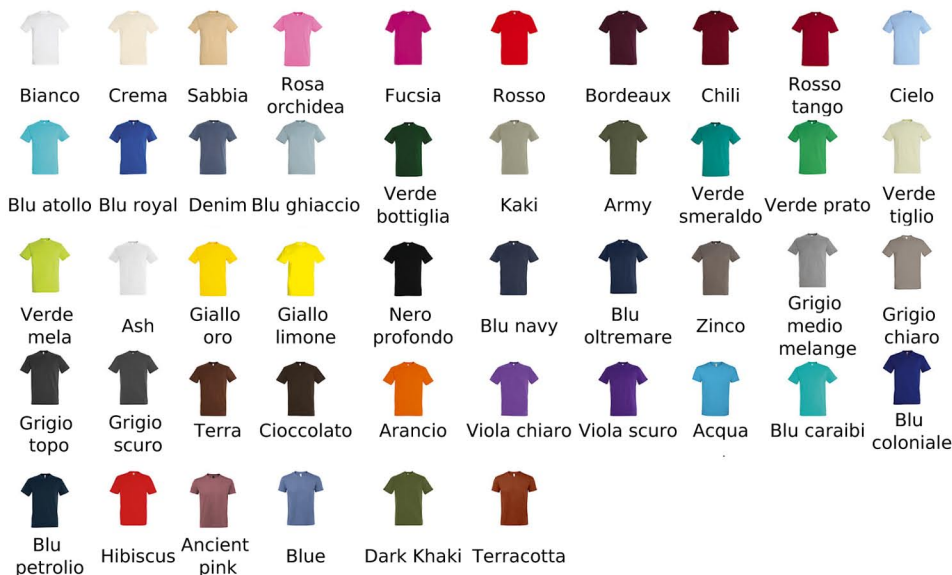 Bianco
Crema
Sabbia
Rosa
orchidea
Fucsia
Rosso
Bordeaux
Chili
Rosso
tango
Cielo
Blu atollo
Blu royal
Denim
Blu ghiaccio
Verde
bottiglia
Kaki
Army
Verde
smeraldo
Verde prato
Verde
tiglio
Verde
mela
Ash
Giallo
oro
Giallo
limone
Nero
profondo
Blu navy
Blu
oltremare
Zinco
Grigio
medio
melange
Grigio
chiaro
Grigio
topo
Grigio
scuro
Terra
Cioccolato
Arancio
Viola chiaro
Viola scuro
Acqua
Blu caraibi
Blu
coloniale
Blu
petrolio
Hibiscus
Ancient
pink
Blue
Dark Khaki
Terracotta